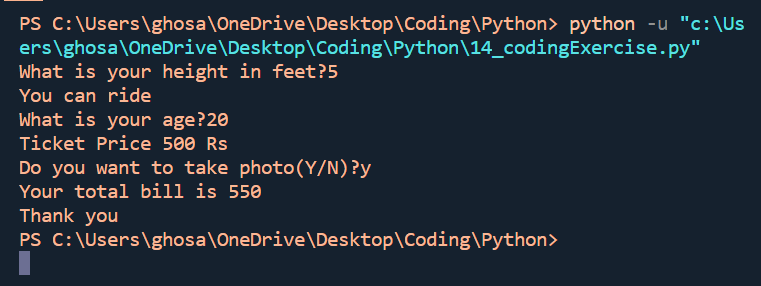 PS C:\Users\ghosa\OneDrive\Desktop\Coding\Python> python -u "c:\Us
ers\ghosa\OneDrive\Desktop\Coding\Python\14_codingExercise.py"
What is your height in feet?5
You can ride
What is your age?20
Ticket Price 500 Rs
Do you want to take photo(Y/N)?y
Your total bill is 550
Thank you
PS C:\Users\ghosa\OneDrive\Desktop\Coding\Python>